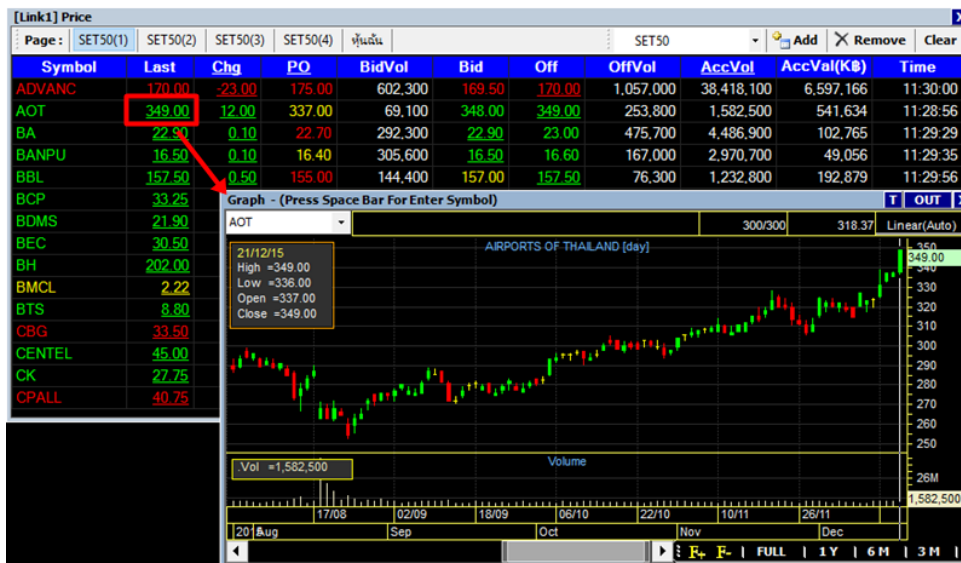 [Link1] Price
Page: SET50(1) SET50(2) SET50(3) SET50(4) หุ้นฉัน SET50 Add Remove Clear
Symbol Last Chg PO BidVol Bid Off OffVol AccVol AccVal(K฿) Time
ADVANC 170.00 -23.00 175.00 602,300 169.50 170.00 1,057,000 38,418,100 6,597,166 11:30:00
AOT 349.00 12.00 337.00 69,100 348.00 349.00 253,800 1,582,500 541,634 11:28:56
BA 22.90 0.10 22.70 292,300 22.90 23.00 475,700 4,486,900 102,765 11:29:29
BANPU 16.50 0.10 16.40 305,600 16.50 16.60 167,000 2,970,700 49,056 11:29:35
BBL 157.50 0.50 155.00 144,400 157.00 157.50 76,300 1,232,800 192,879 11:29:56
BCP 33.25
BDMS 21.90
BEC 30.50
BH 202.00
BMCL 2.22
BTS 8.80
CBG 33.50
CENTEL 45.00
CK 27.75
CPALL 40.75
Graph - (Press Space Bar For Enter Symbol) T OUT
AOT 300/300 318.37 Linear(Auto)
AIRPORTS OF THAILAND [day]
21/12/15
High =349.00
Low =336.00
Open =337.00
Close =349.00
350
349.00
340
330
320
310
300
290
280
270
260
250
Volume
.Vol =1,582,500
26M
1,582,500
17/08 02/09 18/09 06/10 22/10 10/11 26/11
Aug Sep Oct Nov Dec
F+ F- | FULL | 1 Y | 6 M | 3 M |